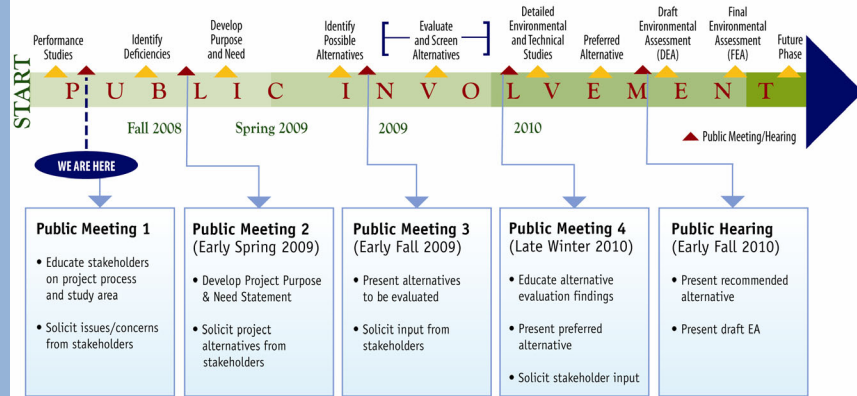 Performance
Studies
Identify
Deficiencies
Develop
Purpose
and Need
Identify
Possible
Alternatives
Evaluate
and Screen
Alternatives
Detailed
Environmental
and Technical
Studies
Preferred
Alternative
Draft
Environmental
Assessment
(DEA)
Final
Environmental
Assessment
(FEA)
Future
Phase
START
PUBLIC INVOLVEMENT
Fall 2008
Spring 2009
2009
2010
Public Meeting/Hearing
WE ARE HERE
Public Meeting 1
• Educate stakeholders
on project process
and study area
• Solicit issues/concerns
from stakeholders
Public Meeting 2
(Early Spring 2009)
• Develop Project Purpose
& Need Statement
• Solicit project
alternatives from
stakeholders
Public Meeting 3
(Early Fall 2009)
• Present alternatives
to be evaluated
• Solicit input from
stakeholders
Public Meeting 4
(Late Winter 2010)
• Educate alternative
evaluation findings
• Present preferred
alternative
• Solicit stakeholder input
Public Hearing
(Early Fall 2010)
• Present recommended
alternative
• Present draft EA